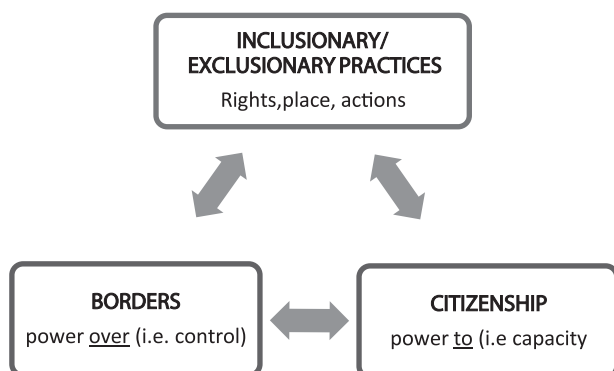 INCLUSIONARY/
EXCLUSIONARY PRACTICES
Rights,place, actions
BORDERS
power over (i.e. control)
CITIZENSHIP
power to (i.e capacity